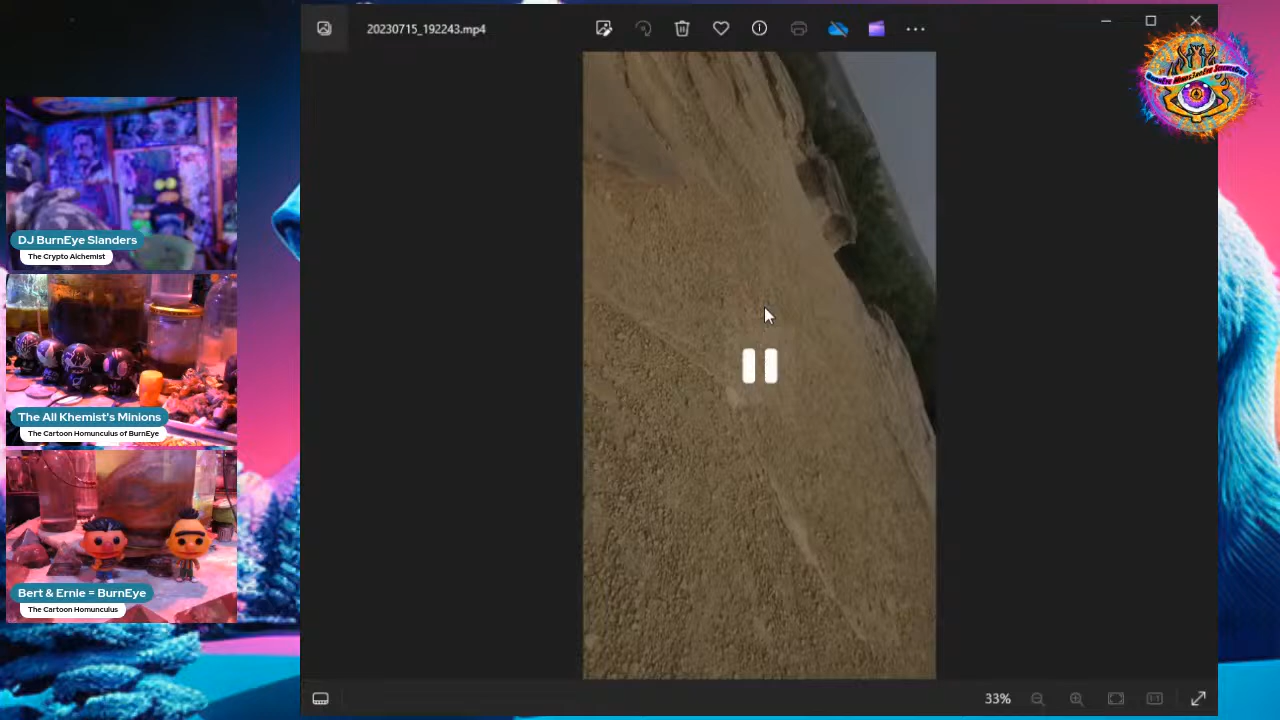 20230715_192243.mp4
DJ BurnEye Slanders
The Crypto Alchemist
The All Khemist's Minions
The Cartoon Homunculus of BurnEye
Bert & Ernie = BurnEye
The Cartoon Homunculus
33%